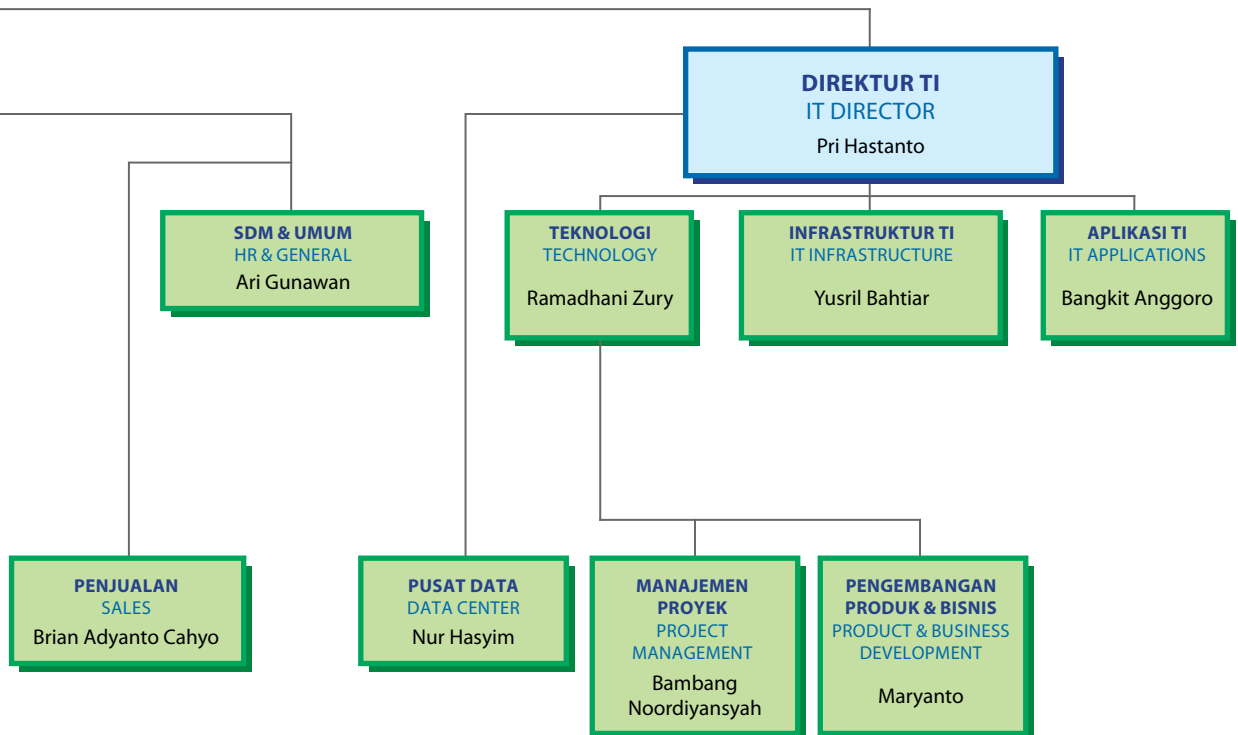 DIREKTUR TI
IT DIRECTOR
Pri Hastanto
SDM & UMUM
HR & GENERAL
Ari Gunawan
TEKNOLOGI
TECHNOLOGY
Ramadhani Zury
INFRASTRUKTUR TI
IT INFRASTRUCTURE
Yusril Bahtiar
APLIKASI TI
IT APPLICATIONS
Bangkit Anggoro
PENJUALAN
SALES
Brian Adyanto Cahyo
PUSAT DATA
DATA CENTER
Nur Hasyim
MANAJEMEN
PROYEK
PROJECT
MANAGEMENT
Bambang
Noordiyansyah
PENGEMBANGAN
PRODUK & BISNIS
PRODUCT & BUSINESS
DEVELOPMENT
Maryanto